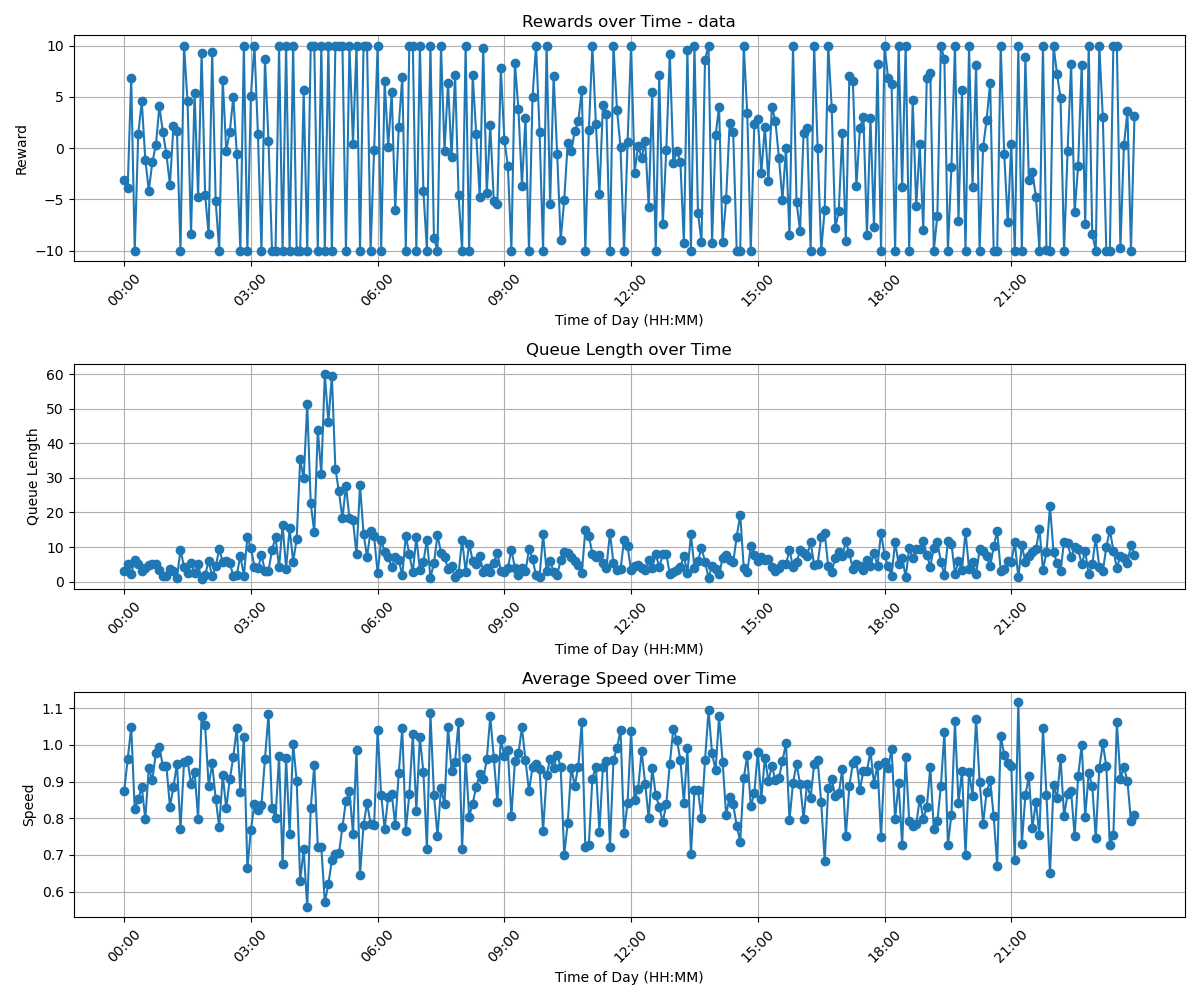 Rewards over Time - data
Reward
10
5
0
−5
−10
00:00 03:00 06:00 09:00 12:00 15:00 18:00 21:00
Time of Day (HH:MM)
Queue Length over Time
Queue Length
60
50
40
30
20
10
0
00:00 03:00 06:00 09:00 12:00 15:00 18:00 21:00
Time of Day (HH:MM)
Average Speed over Time
Speed
1.1
1.0
0.9
0.8
0.7
0.6
00:00 03:00 06:00 09:00 12:00 15:00 18:00 21:00
Time of Day (HH:MM)